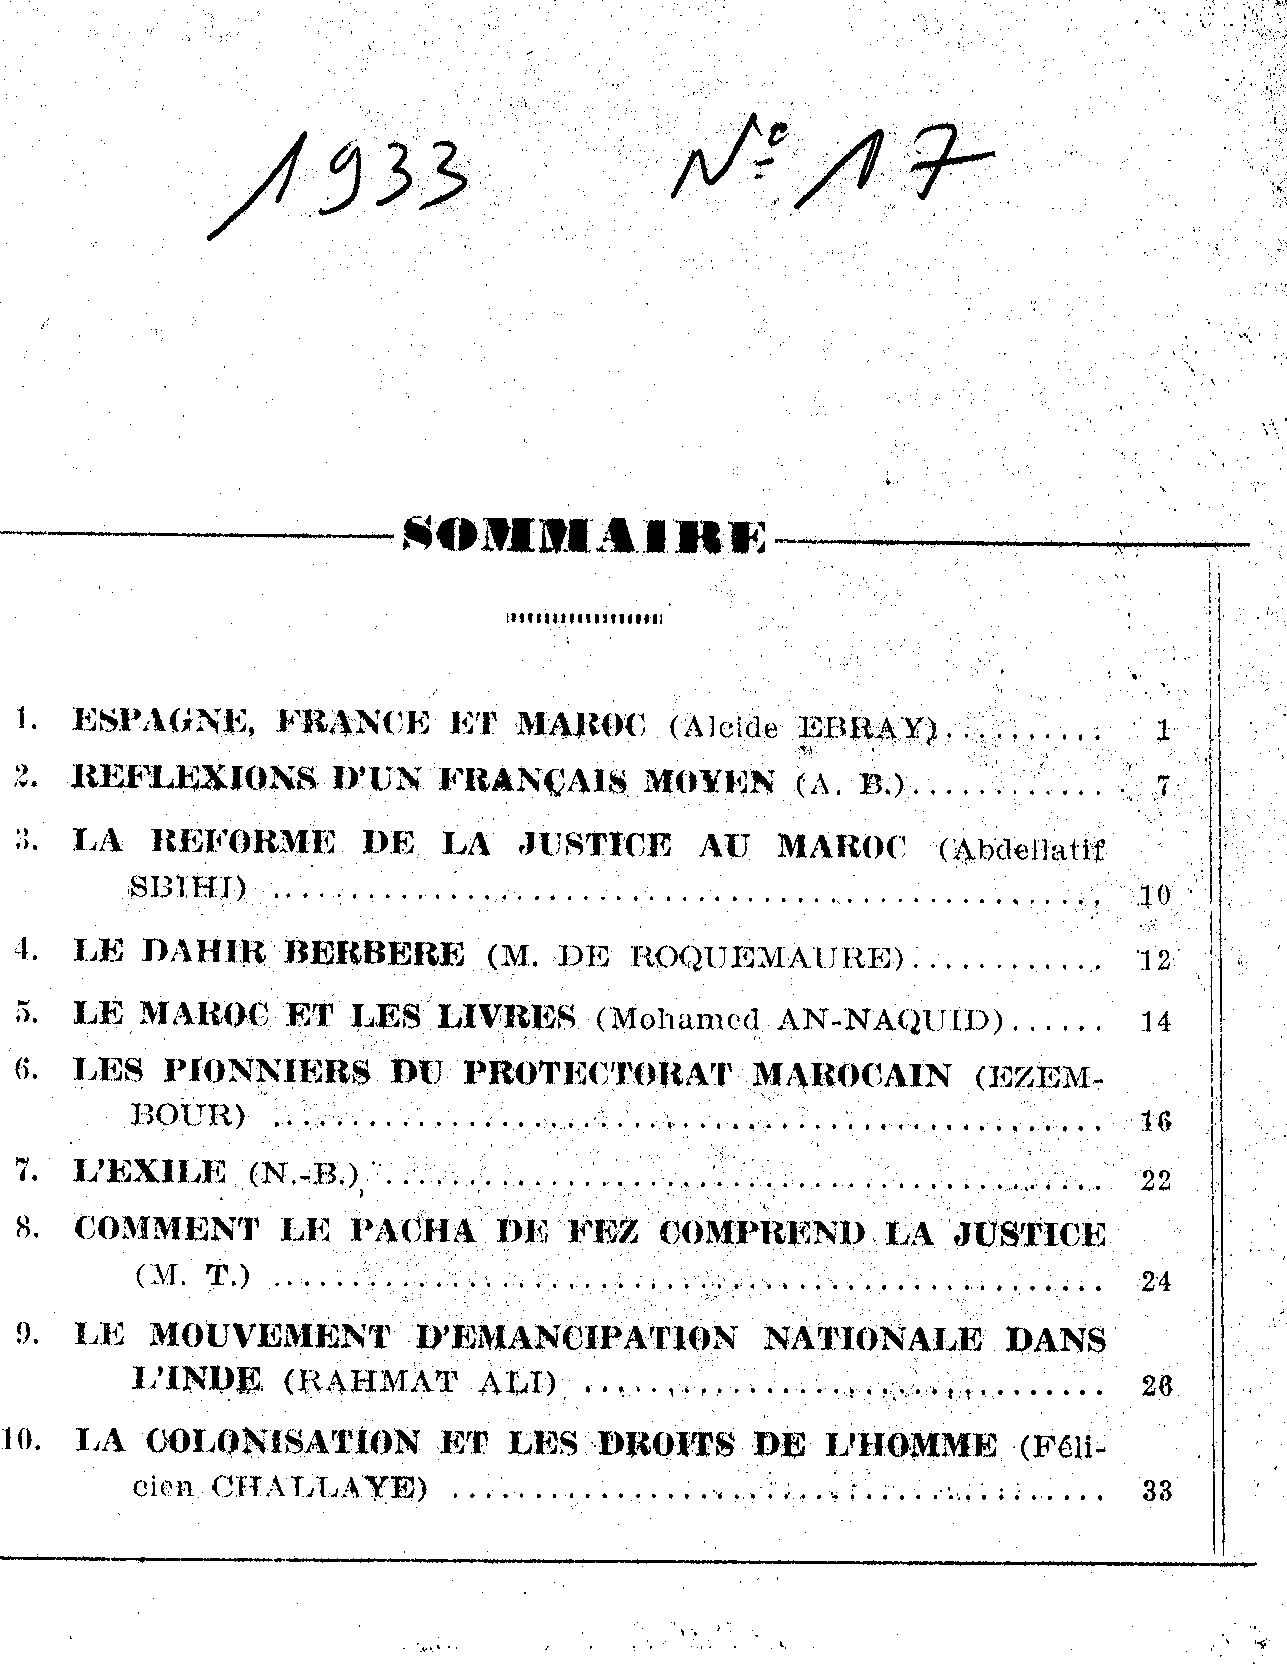 1933 Nº 17
SOMMAIRE
1. ESPAGNE, FRANCE ET MAROC (Alcide EBRAY).......... 1
2. REFLEXIONS D'UN FRANÇAIS MOYEN (A. B.)............ 7
3. LA REFORME DE LA JUSTICE AU MAROC (Abdellatif
SBIHI) .................................................... 10
4. LE DAHIR BERBERE (M. DE ROQUEMAURE)............ 12
5. LE MAROC ET LES LIVRES (Mohamed AN-NAQUID)...... 14
6. LES PIONNIERS DU PROTECTORAT MAROCAIN (EZEM-
BOUR) .................................................... 16
7. L'EXILE (N.-B.) ............................................. 22
8. COMMENT LE PACHA DE FEZ COMPREND LA JUSTICE
(M. T.) .................................................... 24
9. LE MOUVEMENT D'EMANCIPATION NATIONALE DANS
L'INDE (RAHMAT ALI) ................................. 26
10. LA COLONISATION ET LES DROITS DE L'HOMME (Féli-
cien CHALLAYE) ......................................... 33